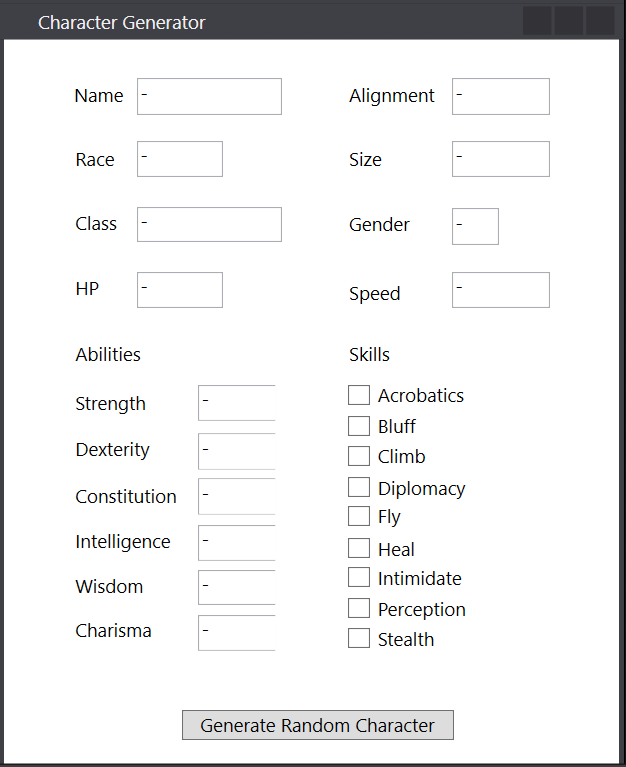 Character Generator
Name -
Alignment -
Race -
Size -
Class -
Gender -
HP -
Speed -
Abilities
Strength -
Dexterity -
Constitution -
Intelligence -
Wisdom -
Charisma -
Skills
Acrobatics
Bluff
Climb
Diplomacy
Fly
Heal
Intimidate
Perception
Stealth
Generate Random Character